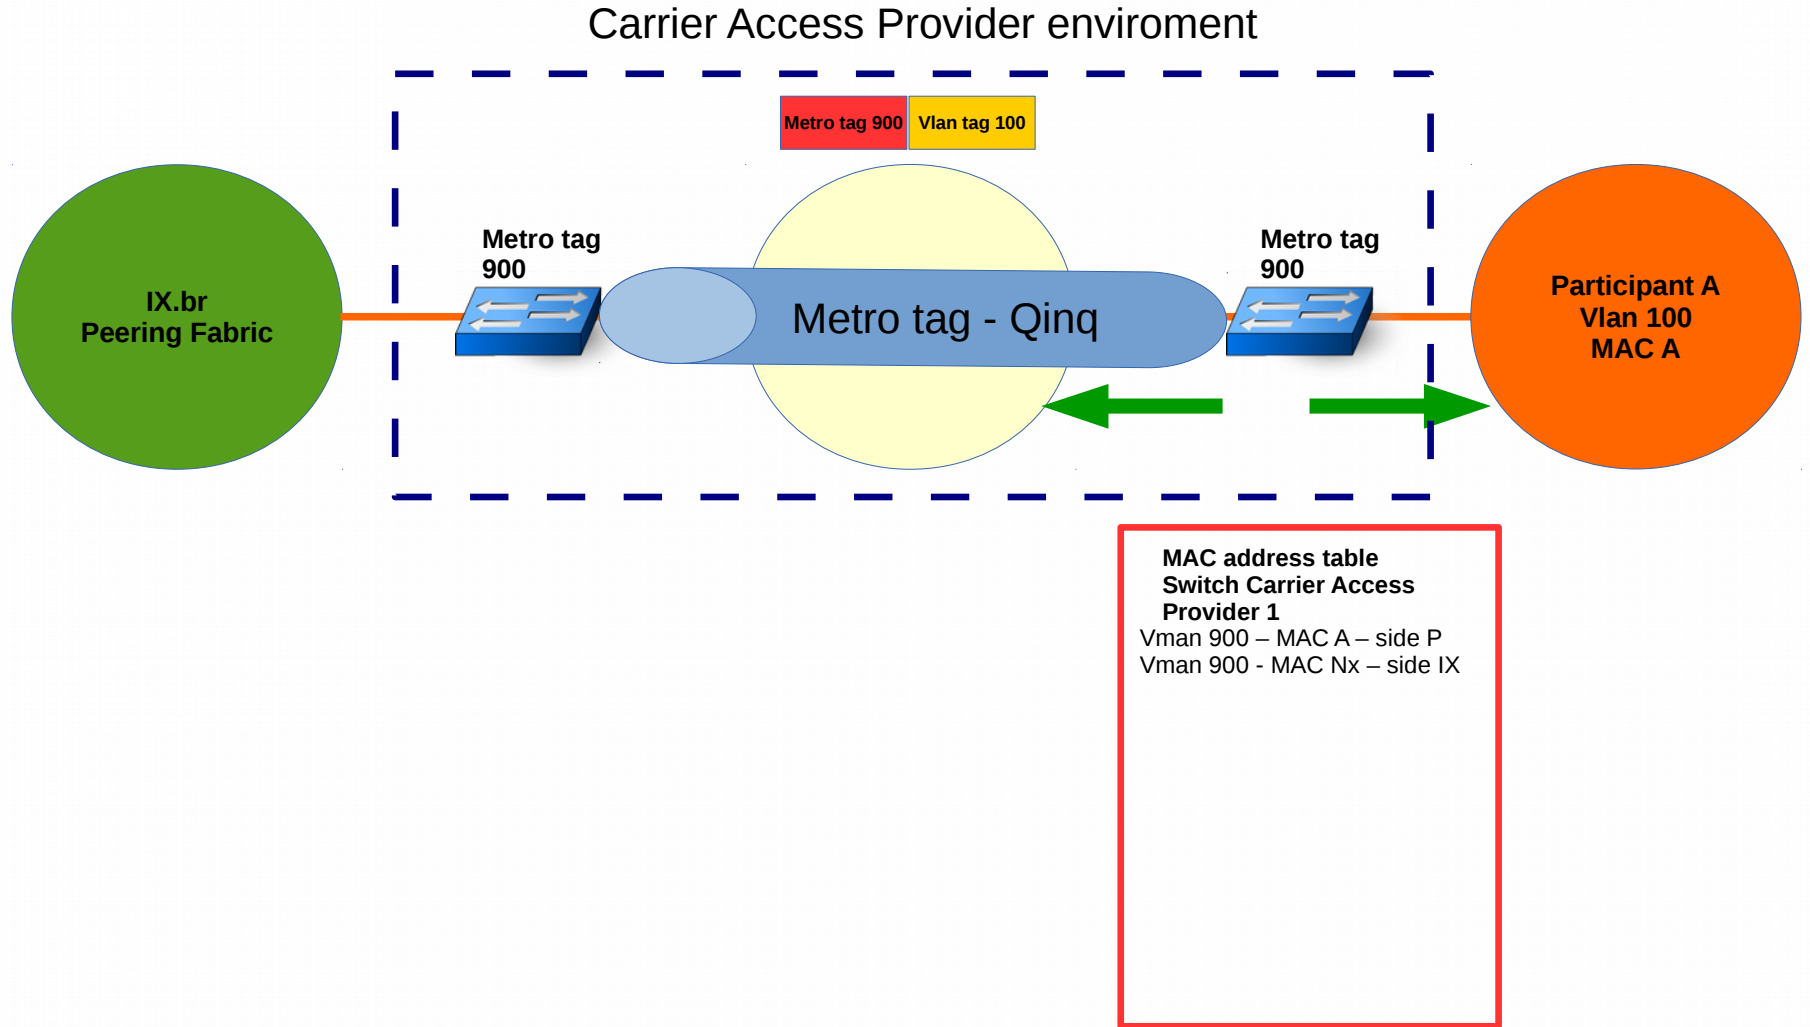 Carrier Access Provider enviroment
Metro tag 900
Vlan tag 100
Metro tag
900
Metro tag
900
IX.br
Peering Fabric
Metro tag - Qinq
Participant A
Vlan 100
MAC A
MAC address table
Switch Carrier Access
Provider 1
Vman 900 – MAC A – side P
Vman 900 - MAC Nx – side IX